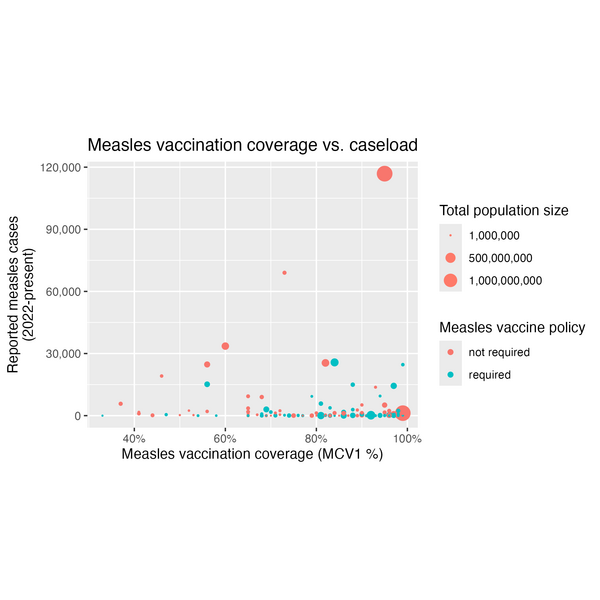 Measles vaccination coverage vs. caseload
120,000
90,000
60,000
30,000
0
Reported measles cases
(2022-present)
40%
60%
80%
100%
Measles vaccination coverage (MCV1 %)
Total population size
1,000,000
500,000,000
1,000,000,000
Measles vaccine policy
not required
required